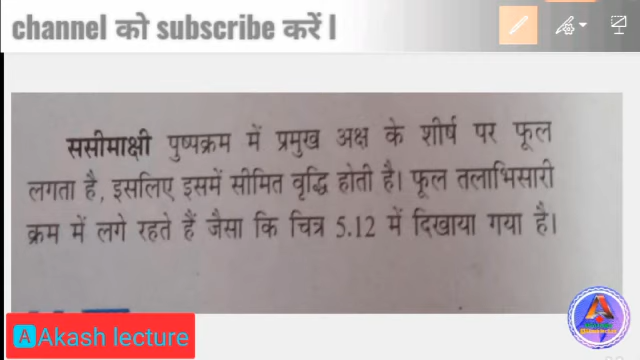 channel को subscribe करें l
ससीमाक्षी पुष्पक्रम में प्रमुख अक्ष के शीर्ष पर फूल
लगता है, इसलिए इसमें सीमित वृद्धि होती है। फूल तलाभिसारी
क्रम में लगे रहते हैं जैसा कि चित्र 5.12 में दिखाया गया है।
A Akash lecture